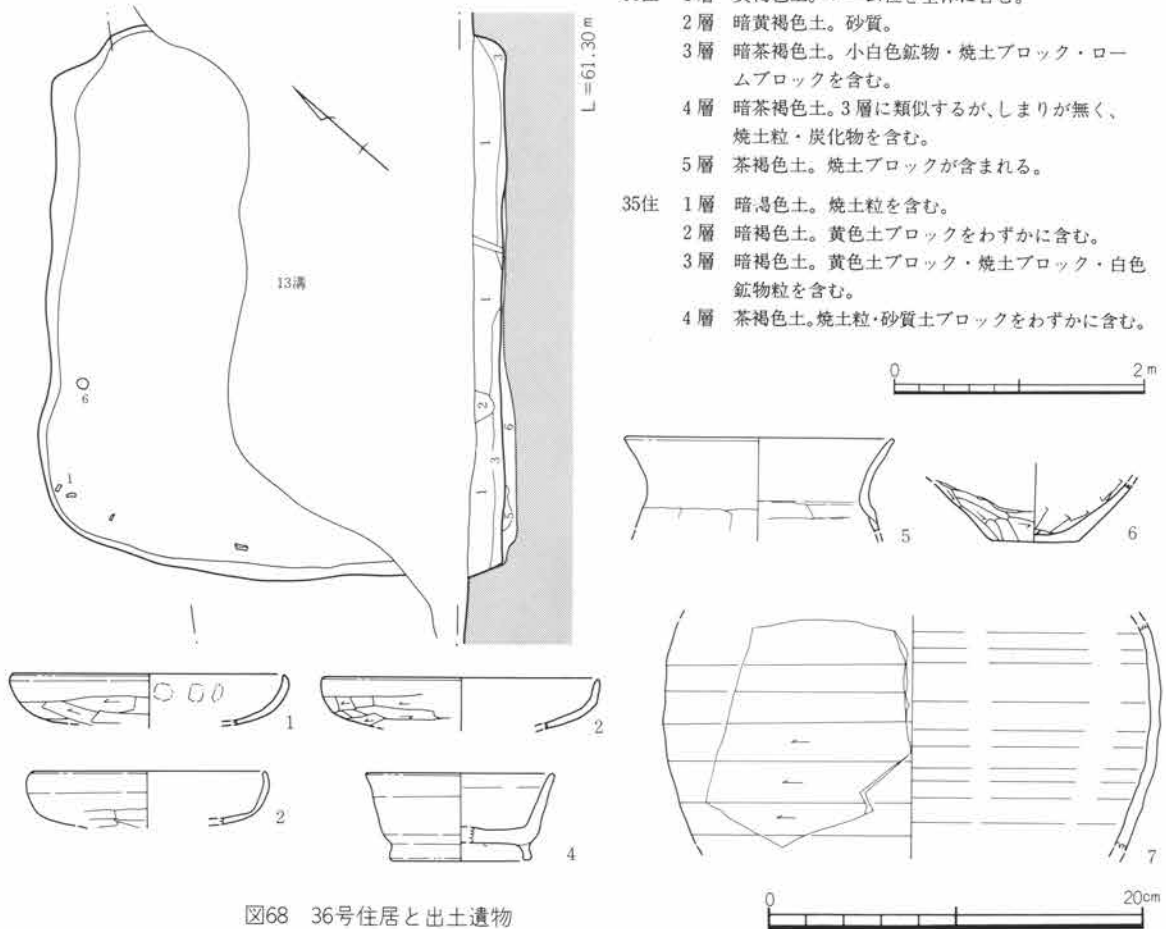 2層 暗黄褐色土。砂質。
3層 暗茶褐色土。小白色鉱物・焼土ブロック・ロー
ムブロックを含む。
4層 暗茶褐色土。3層に類似するが、しまりが無く、
焼土粒・炭化物を含む。
5層 茶褐色土。焼土ブロックが含まれる。
35住 1層 暗褐色土。焼土粒を含む。
2層 暗褐色土。黄色土ブロックをわずかに含む。
3層 暗褐色土。黄色土ブロック・焼土ブロック・白色
鉱物粒を含む。
4層 茶褐色土。焼土粒・砂質土ブロックをわずかに含む。
L=61.30m
3
1
1
2
6
3
1
5
13溝
6
1
0 2m
5
6
1
2
2
4
7
図68 36号住居と出土遺物
0 20cm